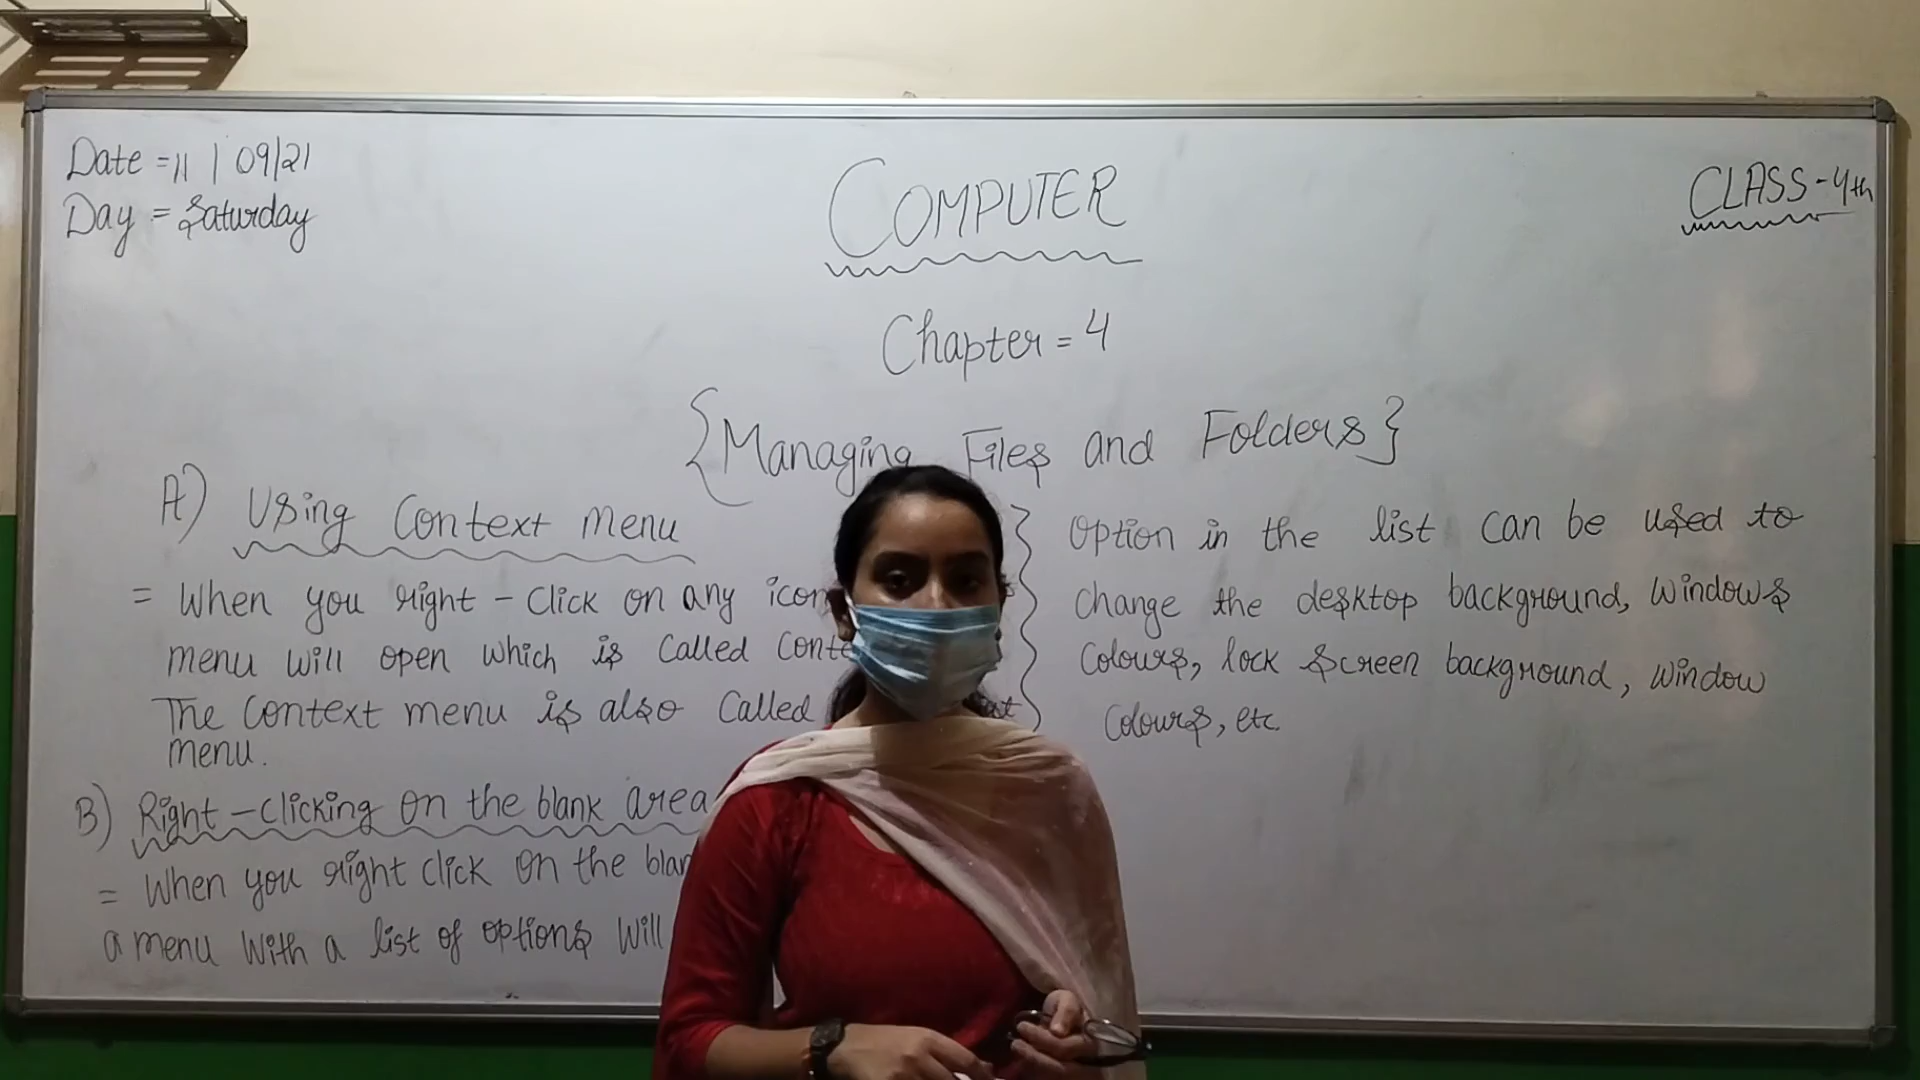 Date = 11 | 09/21
Day = Saturday
COMPUTER
CLASS - 4th
Chapter = 4
{Managing Files and Folders}
A) Using Context menu
= When you right - click on any icon
menu will open which is called
The context menu is also called
menu.
B) Right - clicking on the blank area
= When you right click on the
a menu with a list of options will
Option in the list can be used to
change the desktop background, windows
colours, lock screen background, window
colours, etc